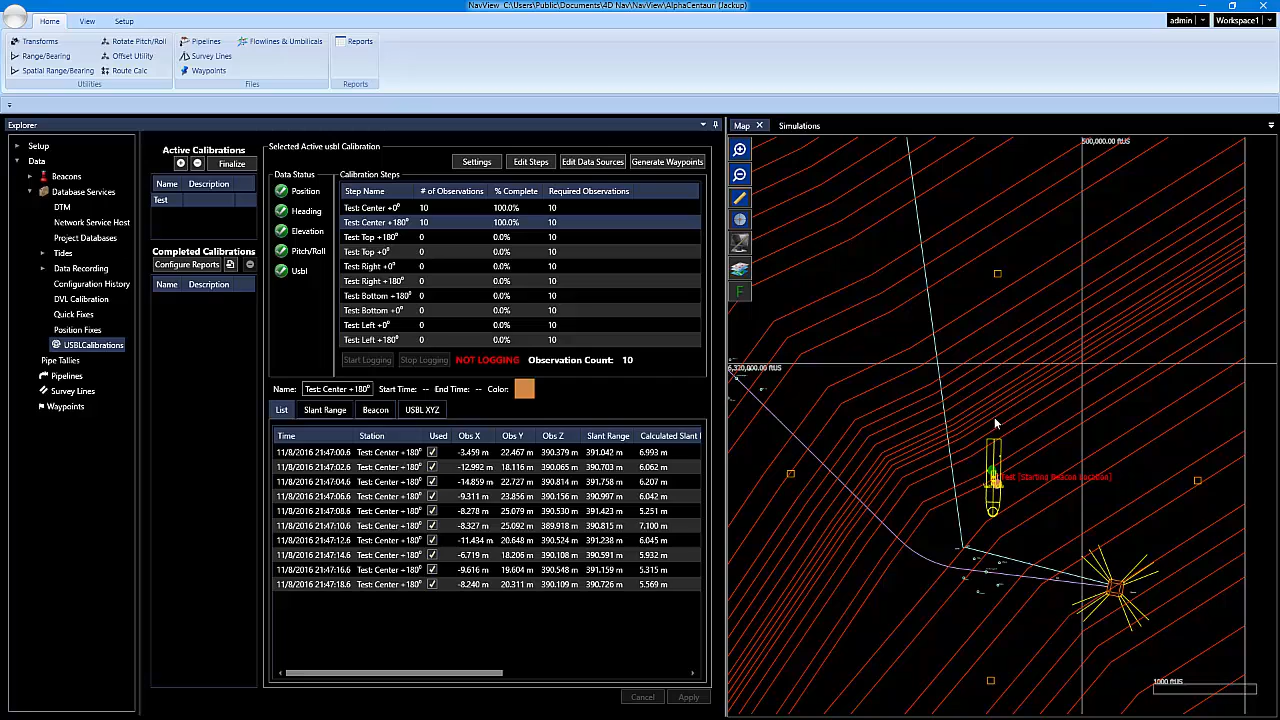 NavView C:\Users\Public\Documents\4D Nav\NavView\AlphaCentauri (Jackup)
Home View Setup
admin Workspace1
Transforms Rotate Pitch/Roll Pipelines Flowlines & Umbilicals Reports
Range/Bearing Offset Utility Survey Lines
Spatial Range/Bearing Route Calc Waypoints
Utilities Files Reports
Explorer
Setup
Data
Beacons
Database Services
DTM
Network Service Host
Project Databases
Tides
Data Recording
Configuration History
DVL Calibration
Quick Fixes
Position Fixes
USBLCalibrations
Pipe Tallies
Pipelines
Survey Lines
Waypoints
Active Calibrations
Finalize
Name Description
Test
Completed Calibrations
Configure Reports
Name Description
Selected Active usbl Calibration
Settings Edit Steps Edit Data Sources Generate Waypoints
Data Status
Position
Heading
Elevation
Pitch/Roll
Usbl
Calibration Steps
Step Name # of Observations % Complete Required Observations
Test: Center +0° 10 100.0% 10
Test: Center +180° 10 100.0% 10
Test: Top +180° 0 0.0% 10
Test: Top +0° 0 0.0% 10
Test: Right +0° 0 0.0% 10
Test: Right +180° 0 0.0% 10
Test: Bottom +180° 0 0.0% 10
Test: Bottom +0° 0 0.0% 10
Test: Left +0° 0 0.0% 10
Test: Left +180° 0 0.0% 10
Start Logging Stop Logging NOT LOGGING Observation Count: 10
Name: Test: Center +180° Start Time: -- End Time: -- Color:
List Slant Range Beacon USBL XYZ
Time Station Used Obs X Obs Y Obs Z Slant Range Calculated Slant
11/8/2016 21:47:00.6 Test: Center +180° -3.459 m 22.467 m 390.379 m 391.042 m 6.993 m
11/8/2016 21:47:02.6 Test: Center +180° -12.992 m 18.116 m 390.065 m 390.703 m 6.062 m
11/8/2016 21:47:04.6 Test: Center +180° -14.859 m 22.727 m 390.814 m 391.758 m 6.207 m
11/8/2016 21:47:06.6 Test: Center +180° -9.311 m 23.856 m 390.156 m 390.997 m 6.042 m
11/8/2016 21:47:08.6 Test: Center +180° -8.278 m 25.079 m 390.530 m 391.423 m 5.251 m
11/8/2016 21:47:10.6 Test: Center +180° -8.327 m 25.092 m 389.918 m 390.815 m 7.100 m
11/8/2016 21:47:12.6 Test: Center +180° -11.434 m 20.648 m 390.524 m 391.238 m 6.045 m
11/8/2016 21:47:14.6 Test: Center +180° -6.719 m 18.206 m 390.108 m 390.591 m 5.932 m
11/8/2016 21:47:16.6 Test: Center +180° -9.616 m 19.604 m 390.548 m 391.159 m 5.315 m
11/8/2016 21:47:18.6 Test: Center +180° -8.240 m 20.311 m 390.109 m 390.726 m 5.569 m
Cancel Apply
Map Simulations
F
500,000.00 ftUS
6,320,000.00 ftUS
Test [Starting Beacon Location]
1000 ftUS